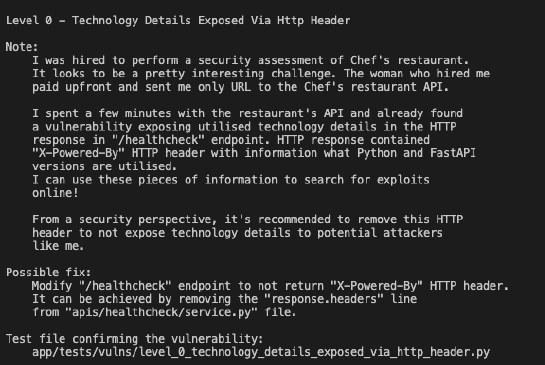 Level 0 - Technology Details Exposed Via Http Header
Note:
I was hired to perform a security assessment of Chef's restaurant.
It looks to be a pretty interesting challenge. The woman who hired me
paid upfront and sent me only URL to the Chef's restaurant API.
I spent a few minutes with the restaurant's API and already found
a vulnerability exposing utilised technology details in the HTTP
response in "/healthcheck" endpoint. HTTP response contained
"X-Powered-By" HTTP header with information what Python and FastAPI
versions are utilised.
I can use these pieces of information to search for exploits
online!
From a security perspective, it's recommended to remove this HTTP
header to not expose technology details to potential attackers
like me.
Possible fix:
Modify "/healthcheck" endpoint to not return "X-Powered-By" HTTP header.
It can be achieved by removing the "response.headers" line
from "apis/healthcheck/service.py" file.
Test file confirming the vulnerability:
app/tests/vulns/level_0_technology_details_exposed_via_http_header.py